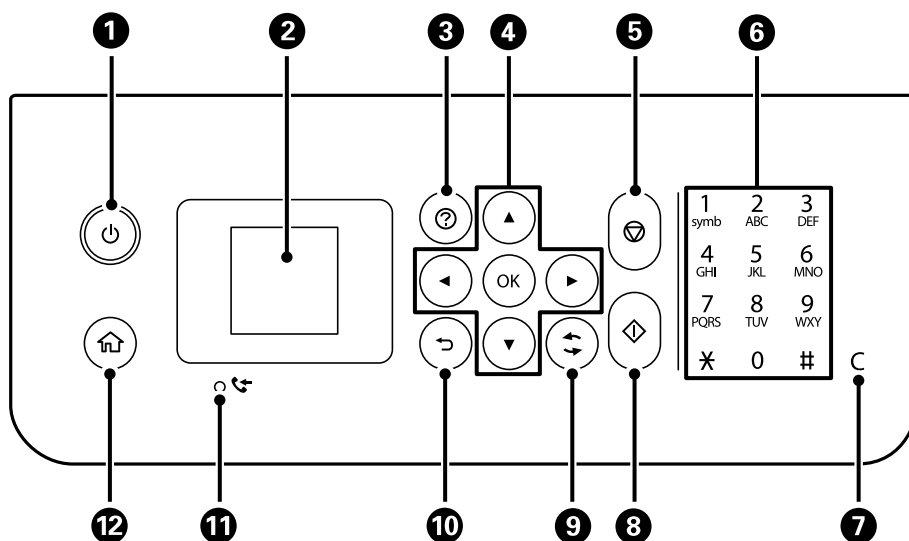 1 2 3 4 5 6
1 2 3
symb ABC DEF
4 5 6
GHI JKL MNO
OK
7 8 9
PQRS TUV WXY
* 0 #
C
12 11 10 9 8 7